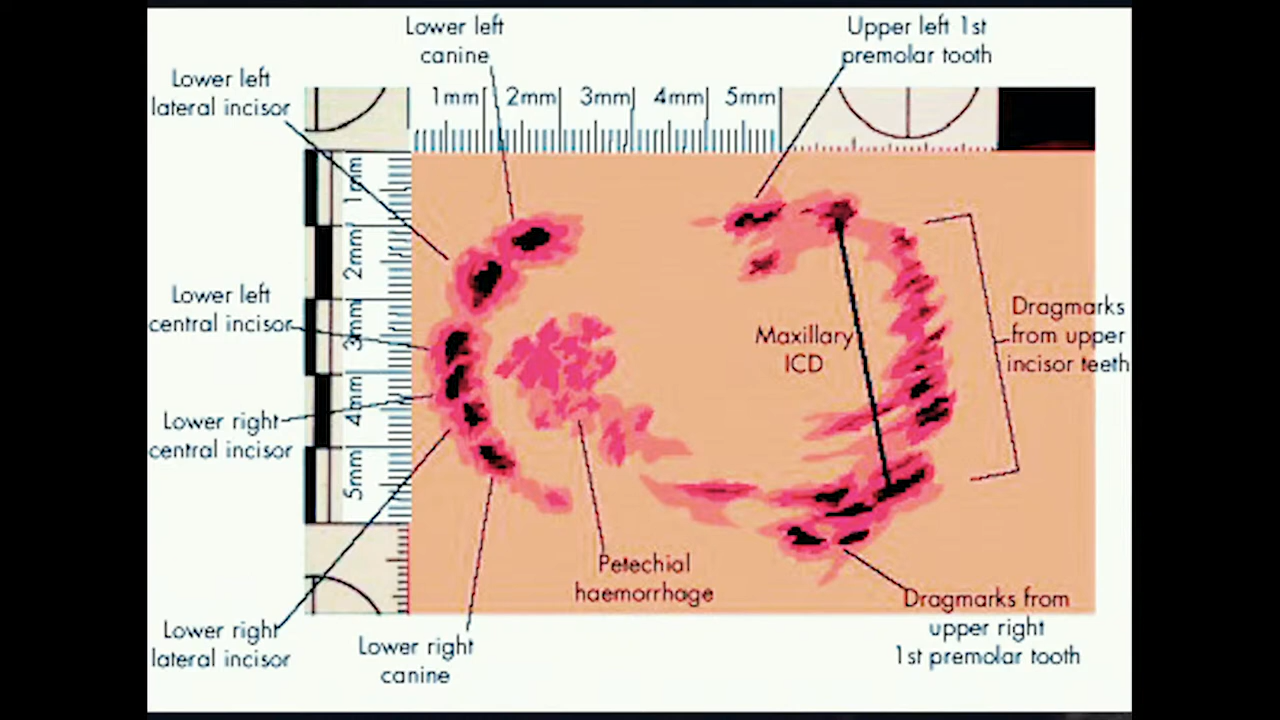 Lower left
canine
Upper left 1st
premolar tooth
Lower left
lateral incisor
1mm 2mm 3mm 4mm 5mm
1mm
2mm
3mm
4mm
5mm
Lower left
central incisor
Maxillary
ICD
Dragmarks
from upper
incisor teeth
Lower right
central incisor
Petechial
haemorrhage
Dragmarks from
upper right
1st premolar tooth
Lower right
lateral incisor
Lower right
canine